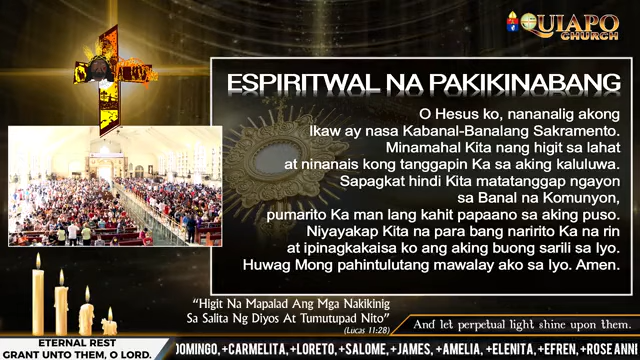 QUIAPO
CHURCH
ESPIRITWAL NA PAKIKINABANG
O Hesus ko, nananalig akong
Ikaw ay nasa Kabanal-Banalang Sakramento.
Minamahal Kita nang higit sa lahat
at ninanais kong tanggapin Ka sa aking kaluluwa.
Sapagkat hindi Kita matatanggap ngayon
sa Banal na Komunyon,
pumarito Ka man lang kahit papaano sa aking puso.
Niyayakap Kita na para bang naririto Ka na rin
at ipinagkakaisa ko ang aking buong sarili sa Iyo.
Huwag Mong pahintulutang mawalay ako sa Iyo. Amen.
“Higit Na Mapalad Ang Mga Nakikinig
Sa Salita Ng Diyos At Tumutupad Nito”
(Lucas 11:28)
And let perpetual light shine upon them.
ETERNAL REST
GRANT UNTO THEM, O LORD.
DOMINGO, +CARMELITA, +LORETO, +SALOME, +JAMES, +AMELIA, +ELENITA, +EFREN, +ROSE ANN